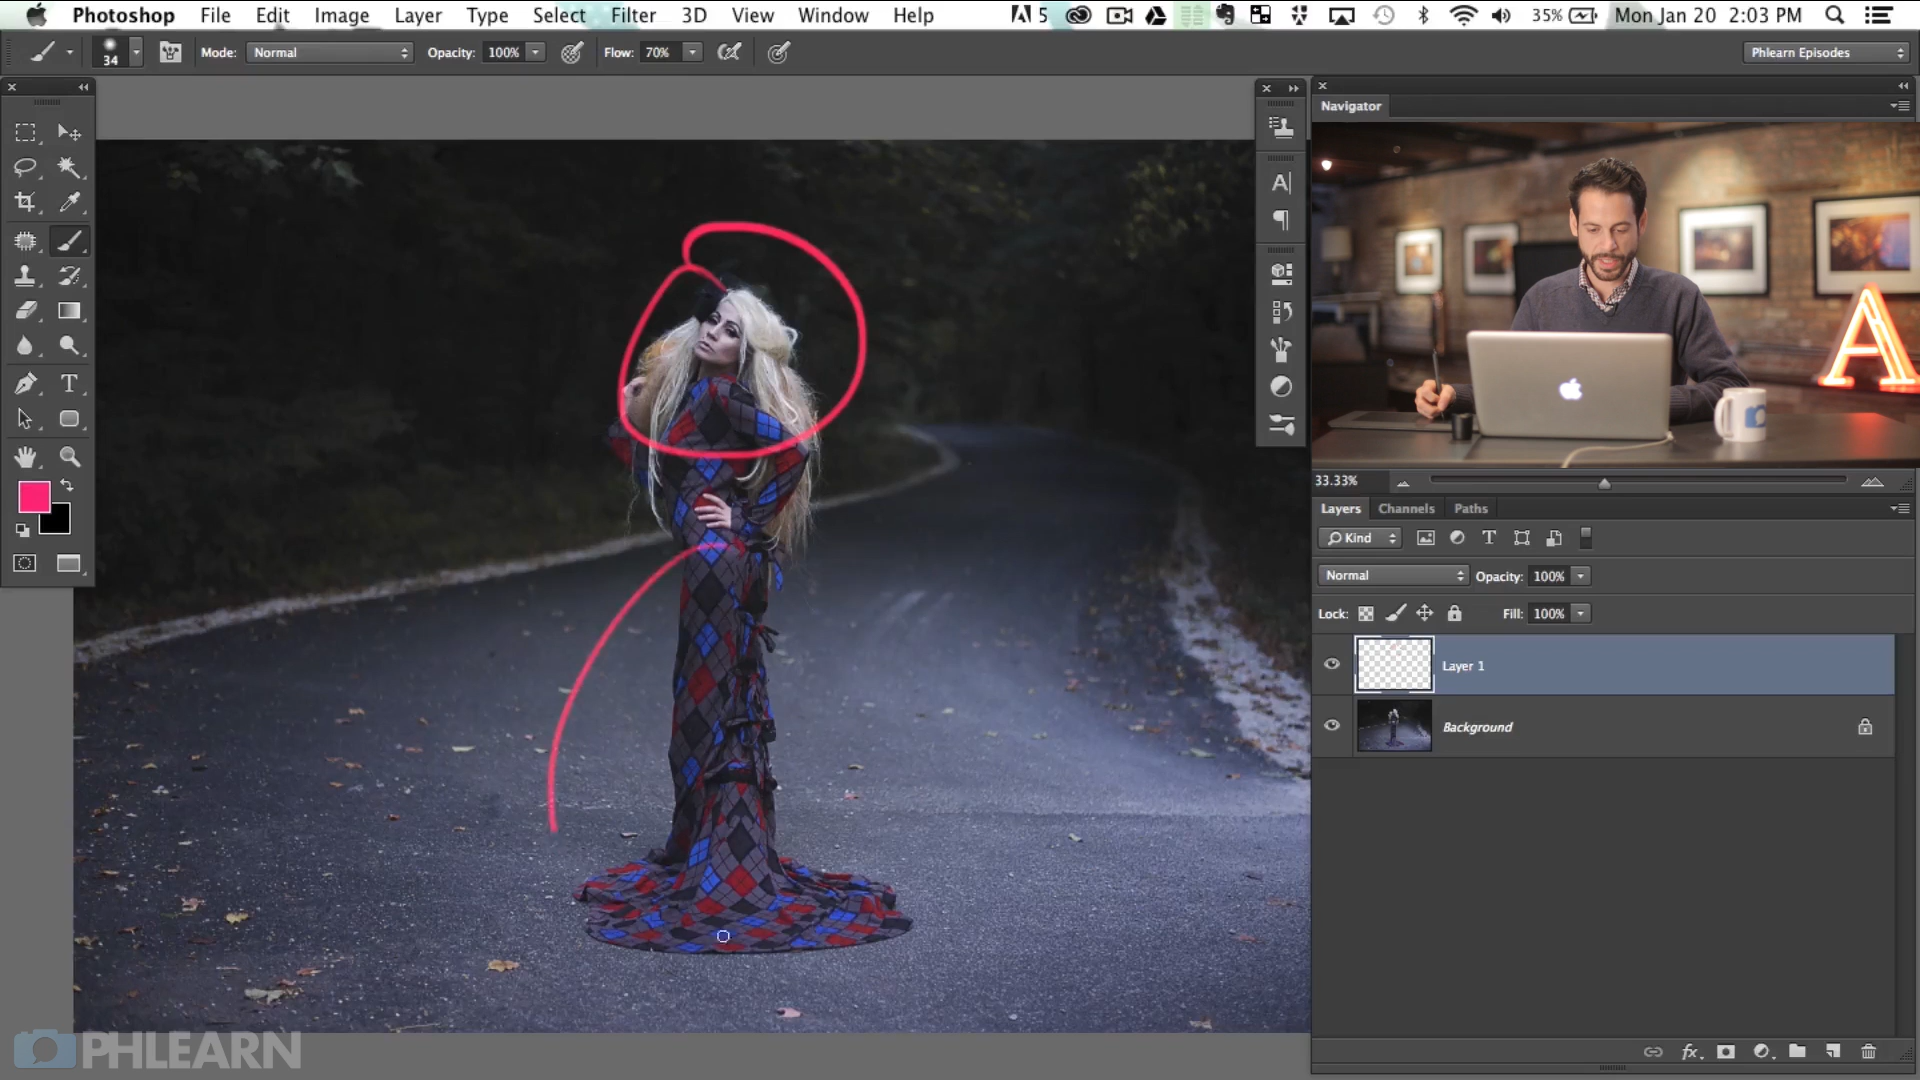 Photoshop File Edit Image Layer Type Select Filter 3D View Window Help 5 35% Mon Jan 20 2:03 PM
34 Mode: Normal Opacity: 100% Flow: 70% Phlearn Episodes
Navigator
A
33.33%
Layers Channels Paths
Kind
Normal Opacity: 100%
Lock: Fill: 100%
Layer 1
Background
PHLEARN